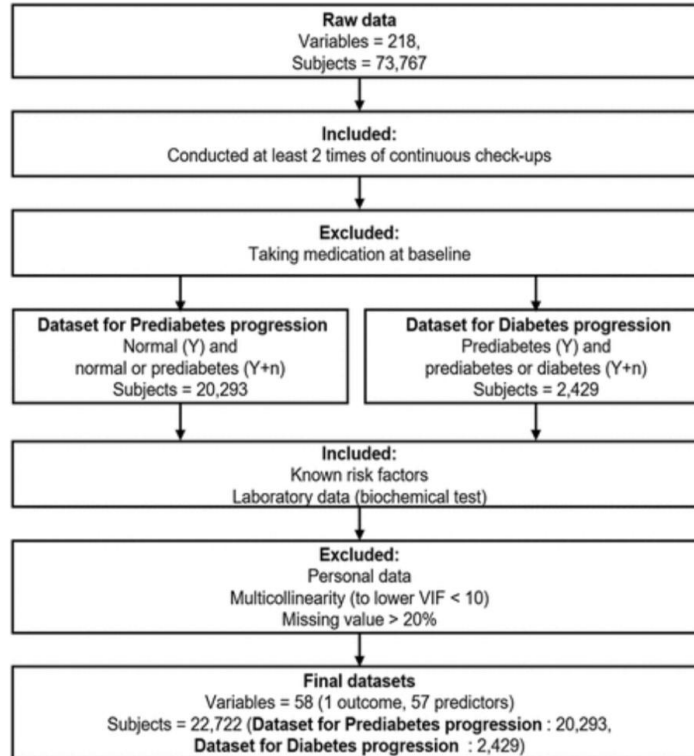 Raw data
Variables = 218,
Subjects = 73,767
Included:
Conducted at least 2 times of continuous check-ups
Excluded:
Taking medication at baseline
Dataset for Prediabetes progression
Normal (Y) and
normal or prediabetes (Y+n)
Subjects = 20,293
Dataset for Diabetes progression
Prediabetes (Y) and
prediabetes or diabetes (Y+n)
Subjects = 2,429
Included:
Known risk factors
Laboratory data (biochemical test)
Excluded:
Personal data
Multicollinearity (to lower VIF < 10)
Missing value > 20%
Final datasets
Variables = 58 (1 outcome, 57 predictors)
Subjects = 22,722 (Dataset for Prediabetes progression : 20,293,
Dataset for Diabetes progression : 2,429)